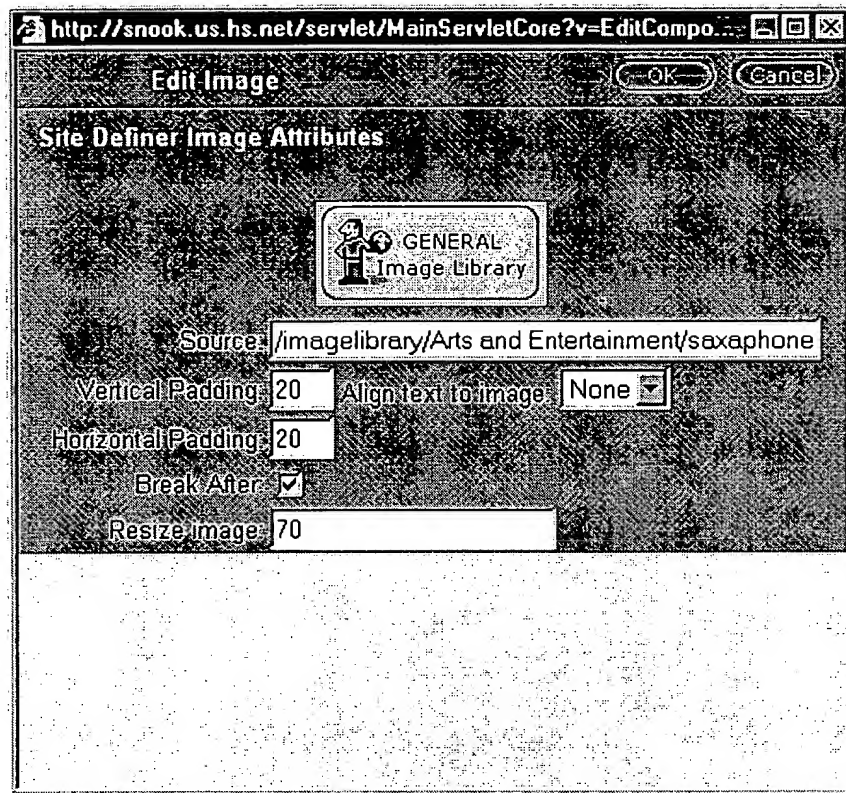 http://snook.us.hs.net/servlet/MainServletCore?v=EditCompo...
Edit Image OK Cancel
Site Definer Image Attributes
GENERAL
Image Library
Source: /imagelibrary/Arts and Entertainment/saxaphone
Vertical Padding: 20 Align text to image: None
Horizontal Padding: 20
Break After:
Resize image: 70